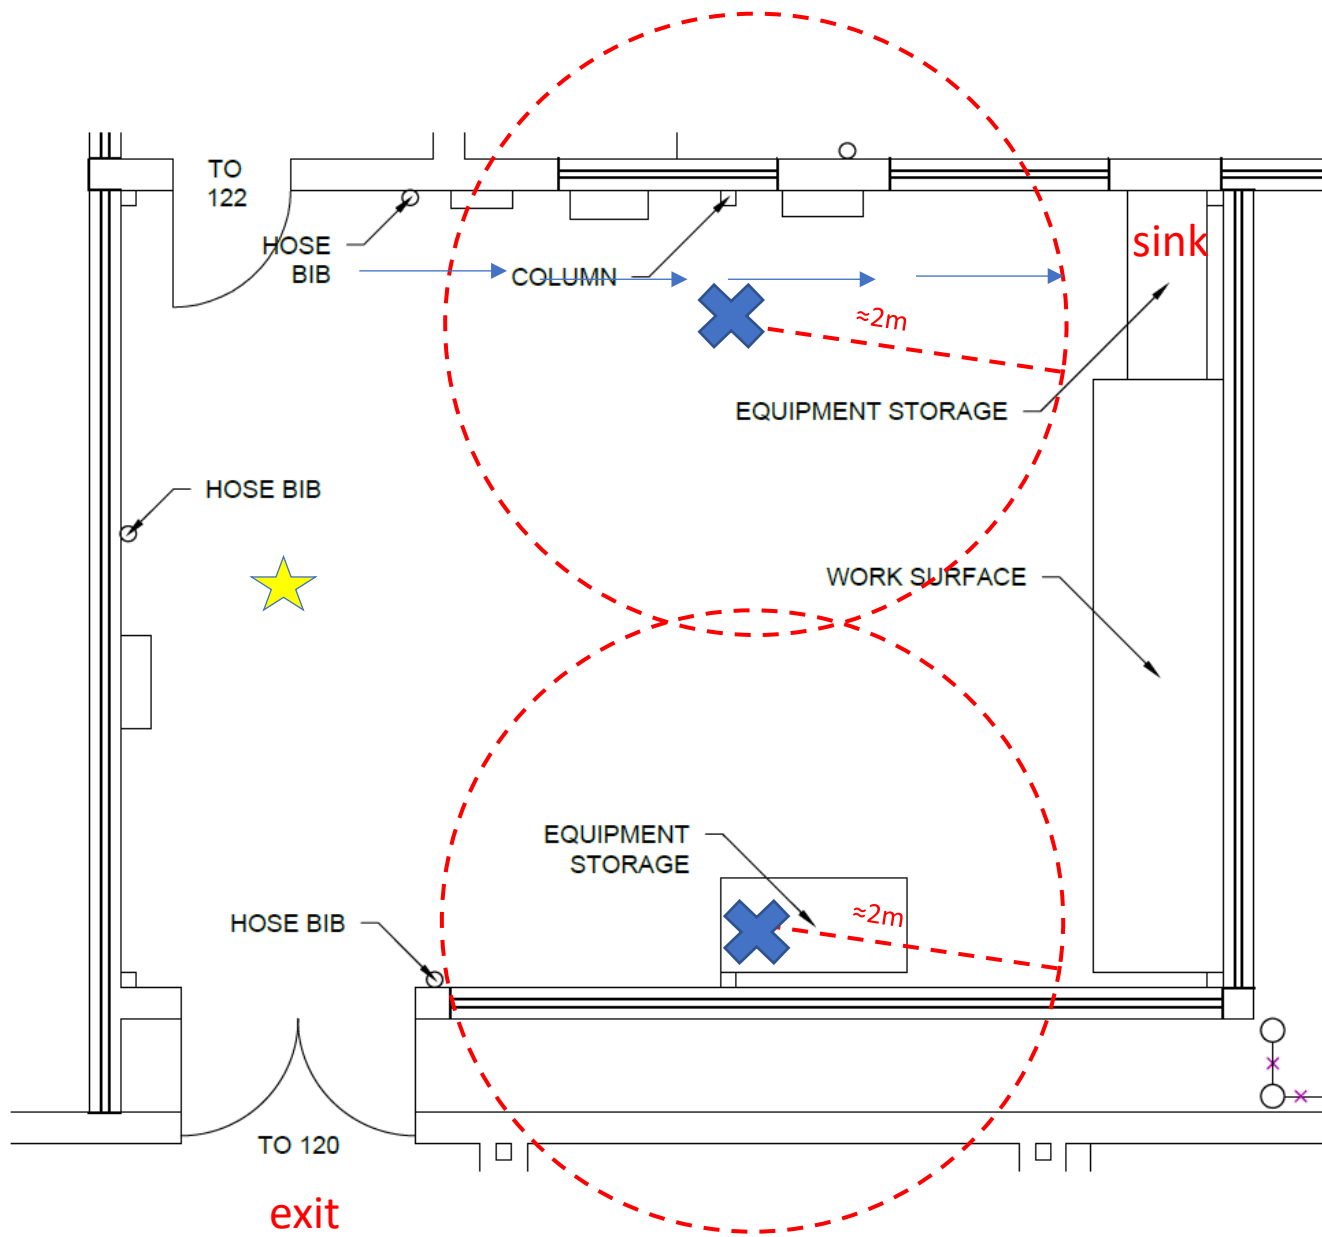 TO
122
HOSE
BIB
COLUMN
sink
≈2m
EQUIPMENT STORAGE
HOSE BIB
WORK SURFACE
EQUIPMENT
STORAGE
≈2m
HOSE BIB
TO 120
exit